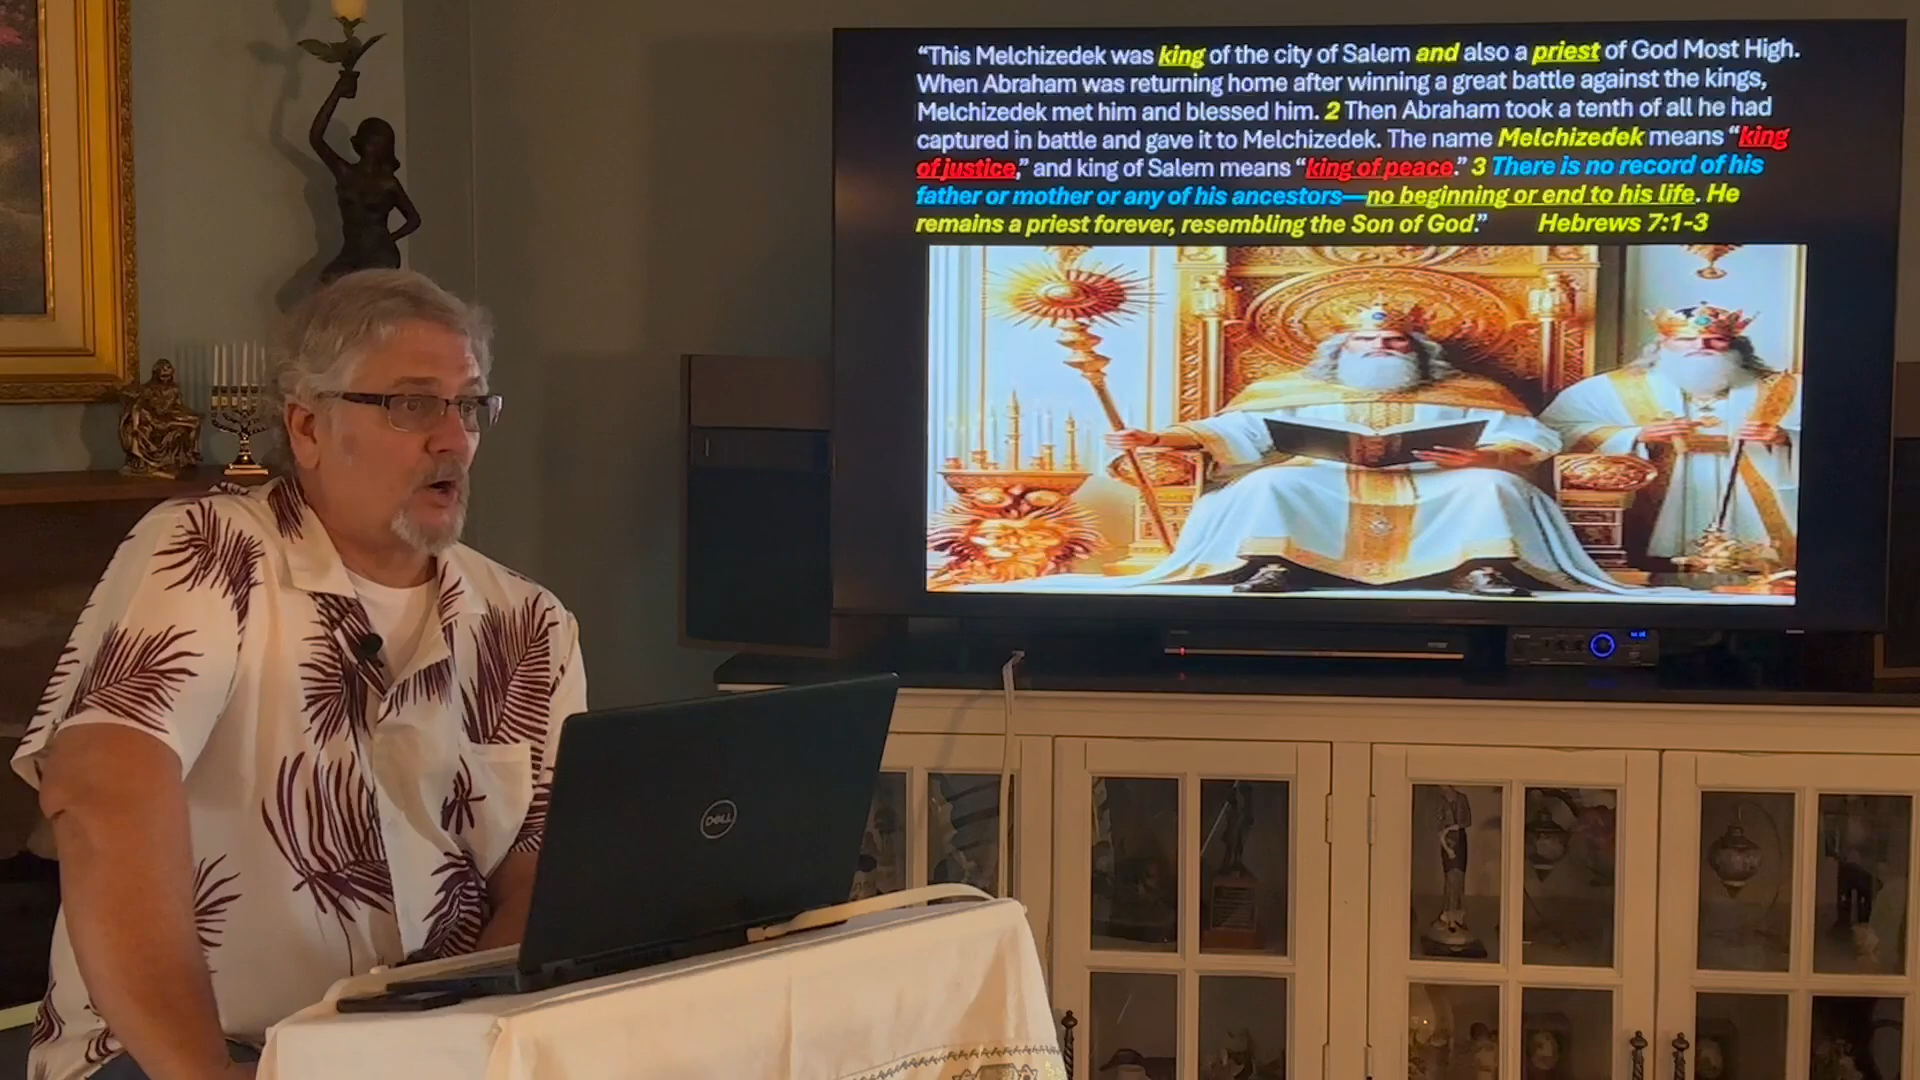 “This Melchizedek was king of the city of Salem and also a priest of God Most High.
When Abraham was returning home after winning a great battle against the kings,
Melchizedek met him and blessed him. 2 Then Abraham took a tenth of all he had
captured in battle and gave it to Melchizedek. The name Melchizedek means “king
of justice,” and king of Salem means “king of peace.” 3 There is no record of his
father or mother or any of his ancestors—no beginning or end to his life. He
remains a priest forever, resembling the Son of God.” Hebrews 7:1-3
DELL